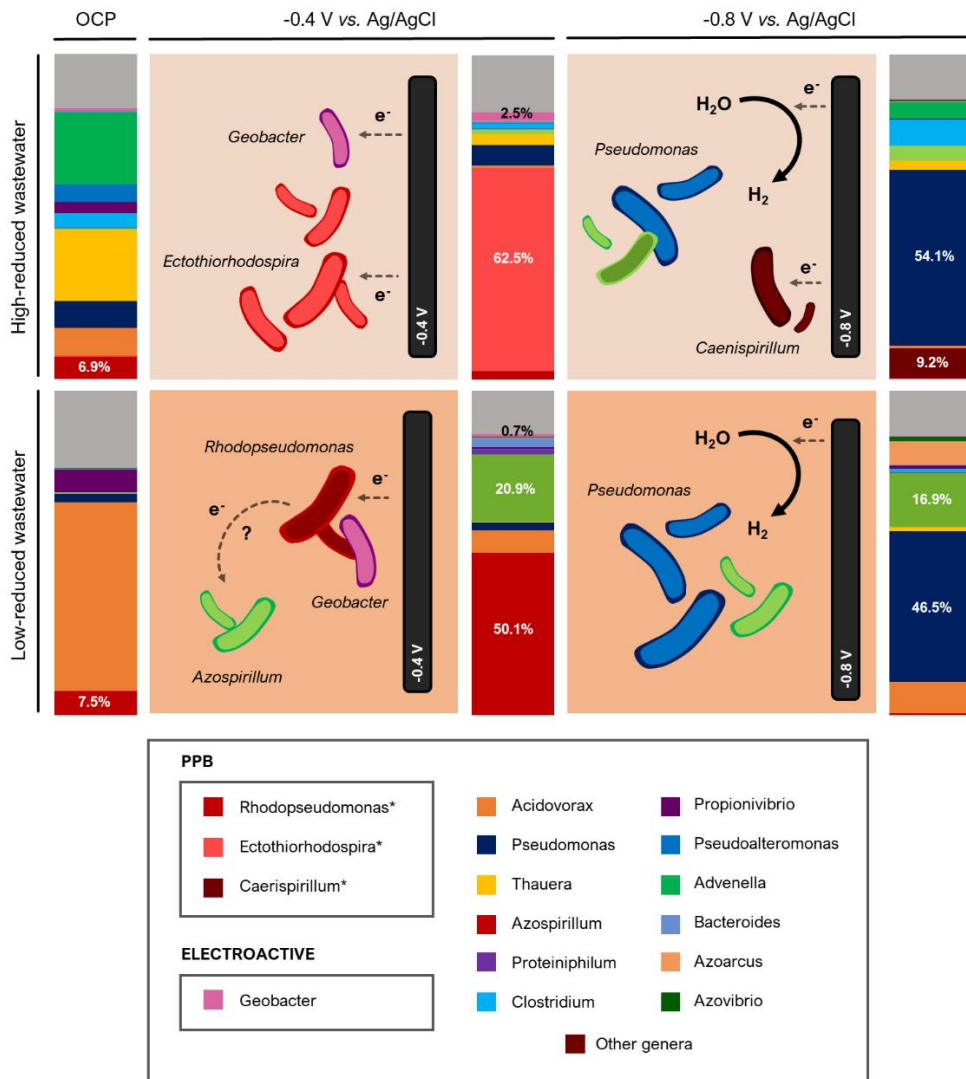 OCP
-0.4 V vs. Ag/AgCl
-0.8 V vs. Ag/AgCl
High-reduced wastewater
6.9%
Geobacter
e-
Ectothiorhodospira
e-
-0.4 V
2.5%
62.5%
H2O
e-
Pseudomonas
H2
e-
Caenispirillum
-0.8 V
54.1%
9.2%
Low-reduced wastewater
7.5%
Rhodopseudomonas
e-
e-
?
Geobacter
Azospirillum
-0.4 V
0.7%
20.9%
50.1%
H2O
e-
Pseudomonas
H2
-0.8 V
16.9%
46.5%
PPB
Rhodopseudomonas*
Ectothiorhodospira*
Caerispirillum*
ELECTROACTIVE
Geobacter
Acidovorax
Pseudomonas
Thauera
Azospirillum
Proteiniphilum
Clostridium
Propionivibrio
Pseudoalteromonas
Advenella
Bacteroides
Azoarcus
Azovibrio
Other genera